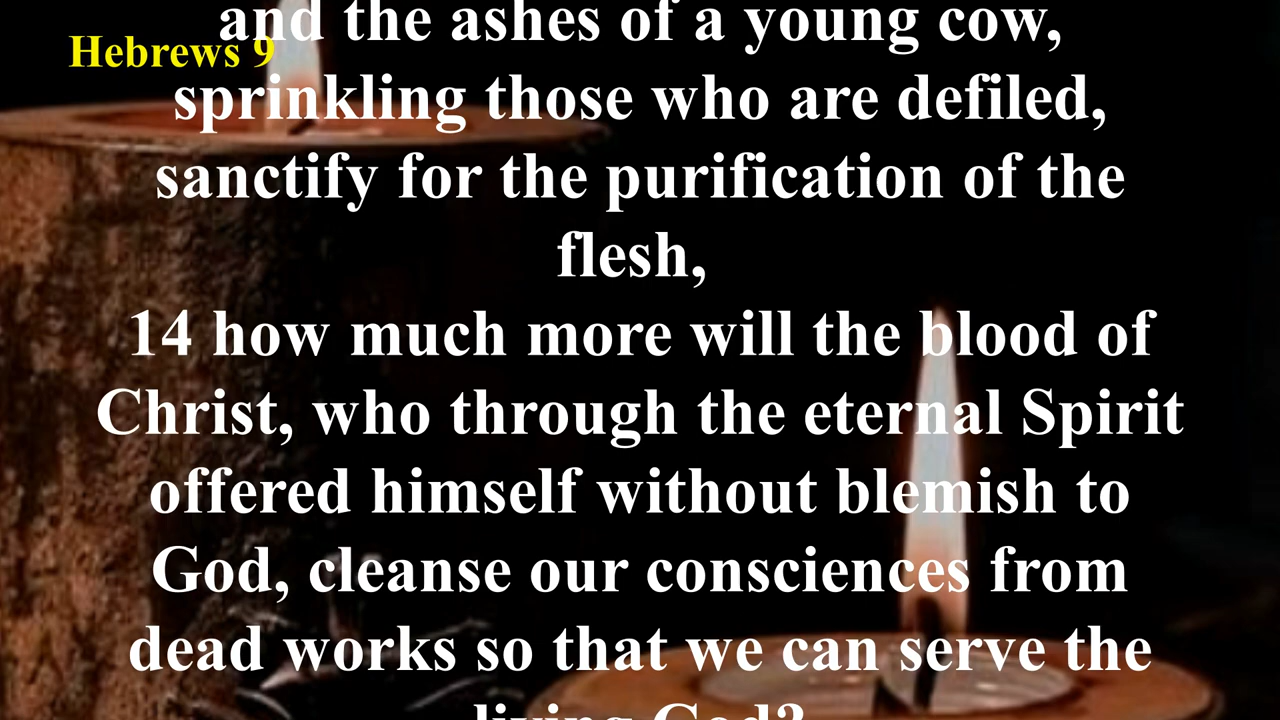 and the ashes of a young cow,
Hebrews 9
sprinkling those who are defiled,
sanctify for the purification of the
flesh,
14 how much more will the blood of
Christ, who through the eternal Spirit
offered himself without blemish to
God, cleanse our consciences from
dead works so that we can serve the
living God?